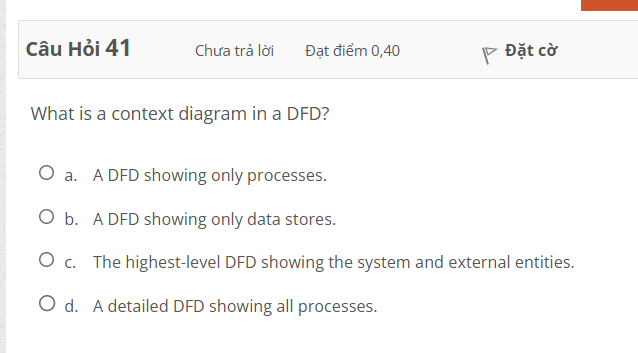 Câu Hỏi 41 Chưa trả lời Đạt điểm 0,40 Đặt cờ
What is a context diagram in a DFD?
a. A DFD showing only processes.
b. A DFD showing only data stores.
c. The highest-level DFD showing the system and external entities.
d. A detailed DFD showing all processes.